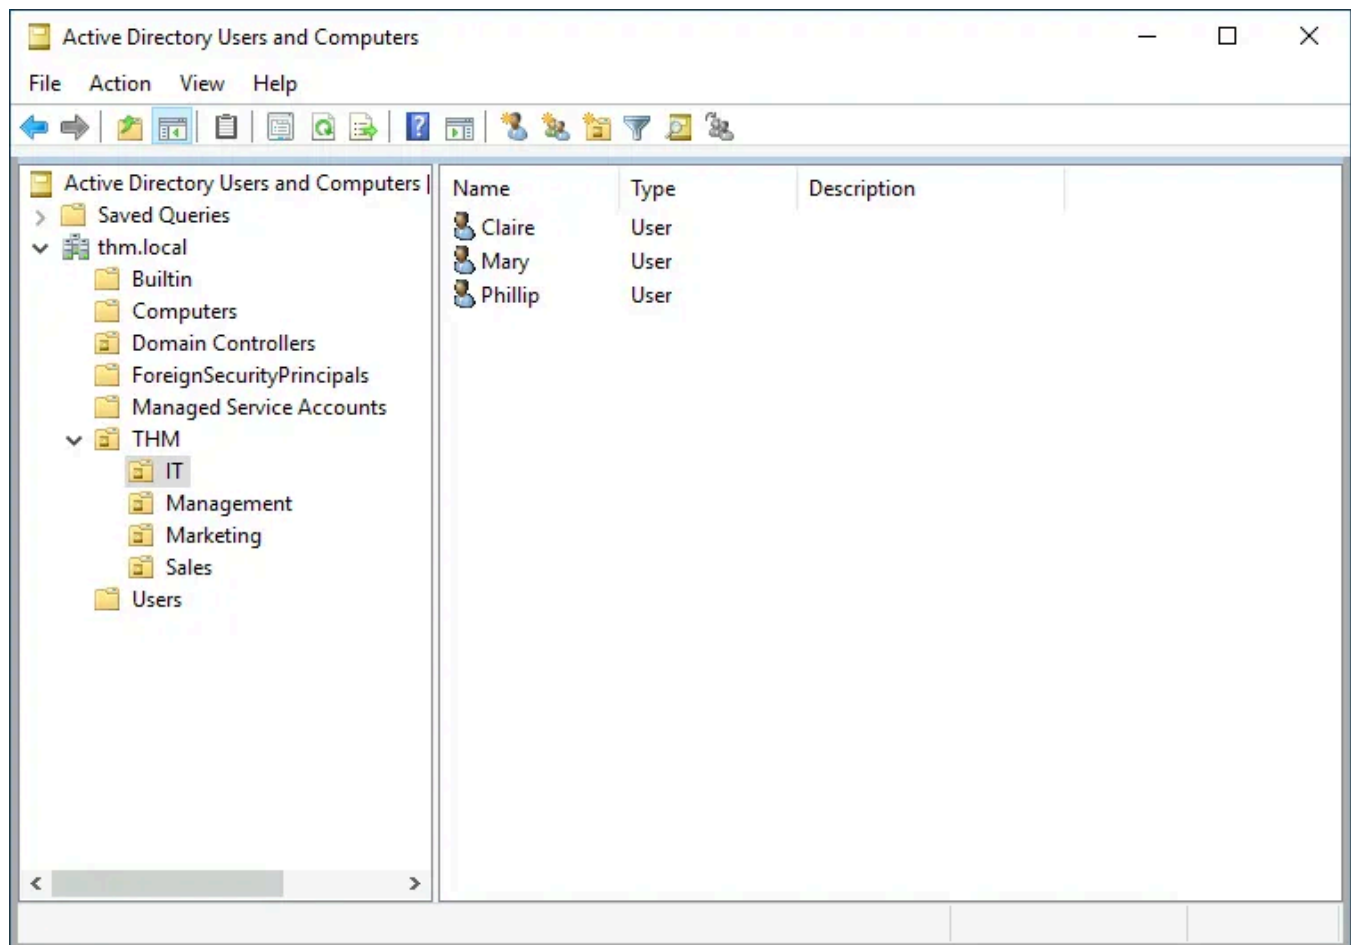 Active Directory Users and Computers
File Action View Help
Active Directory Users and Computers
Saved Queries
thm.local
Builtin
Computers
Domain Controllers
ForeignSecurityPrincipals
Managed Service Accounts
THM
IT
Management
Marketing
Sales
Users
Name Type Description
Claire User
Mary User
Phillip User